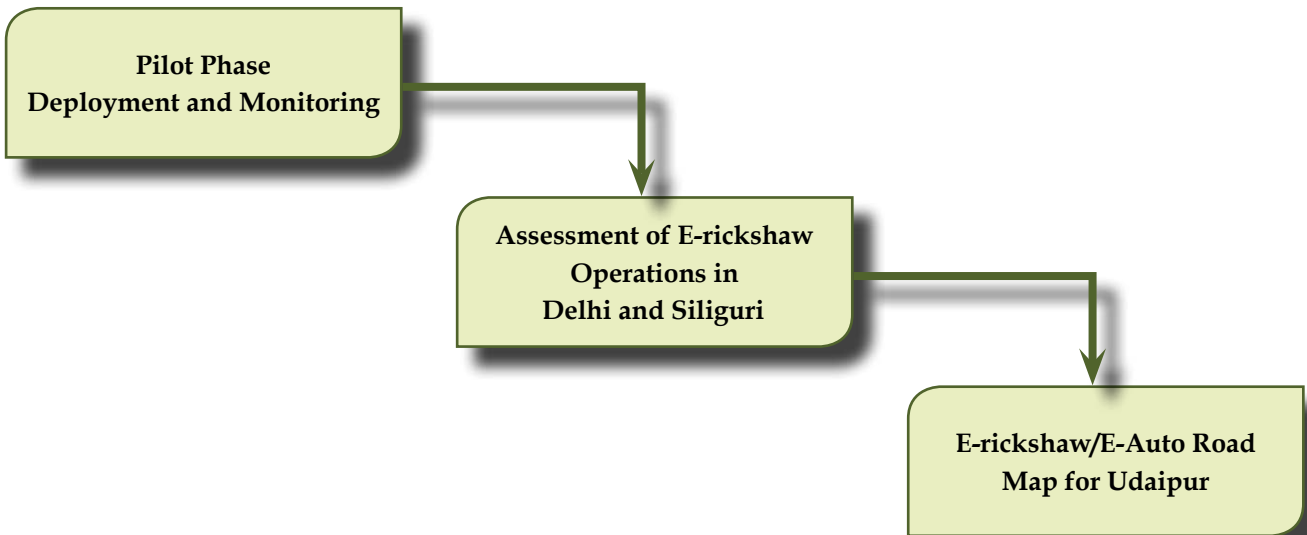 Pilot Phase
Deployment and Monitoring
Assessment of E-rickshaw
Operations in
Delhi and Siliguri
E-rickshaw/E-Auto Road
Map for Udaipur